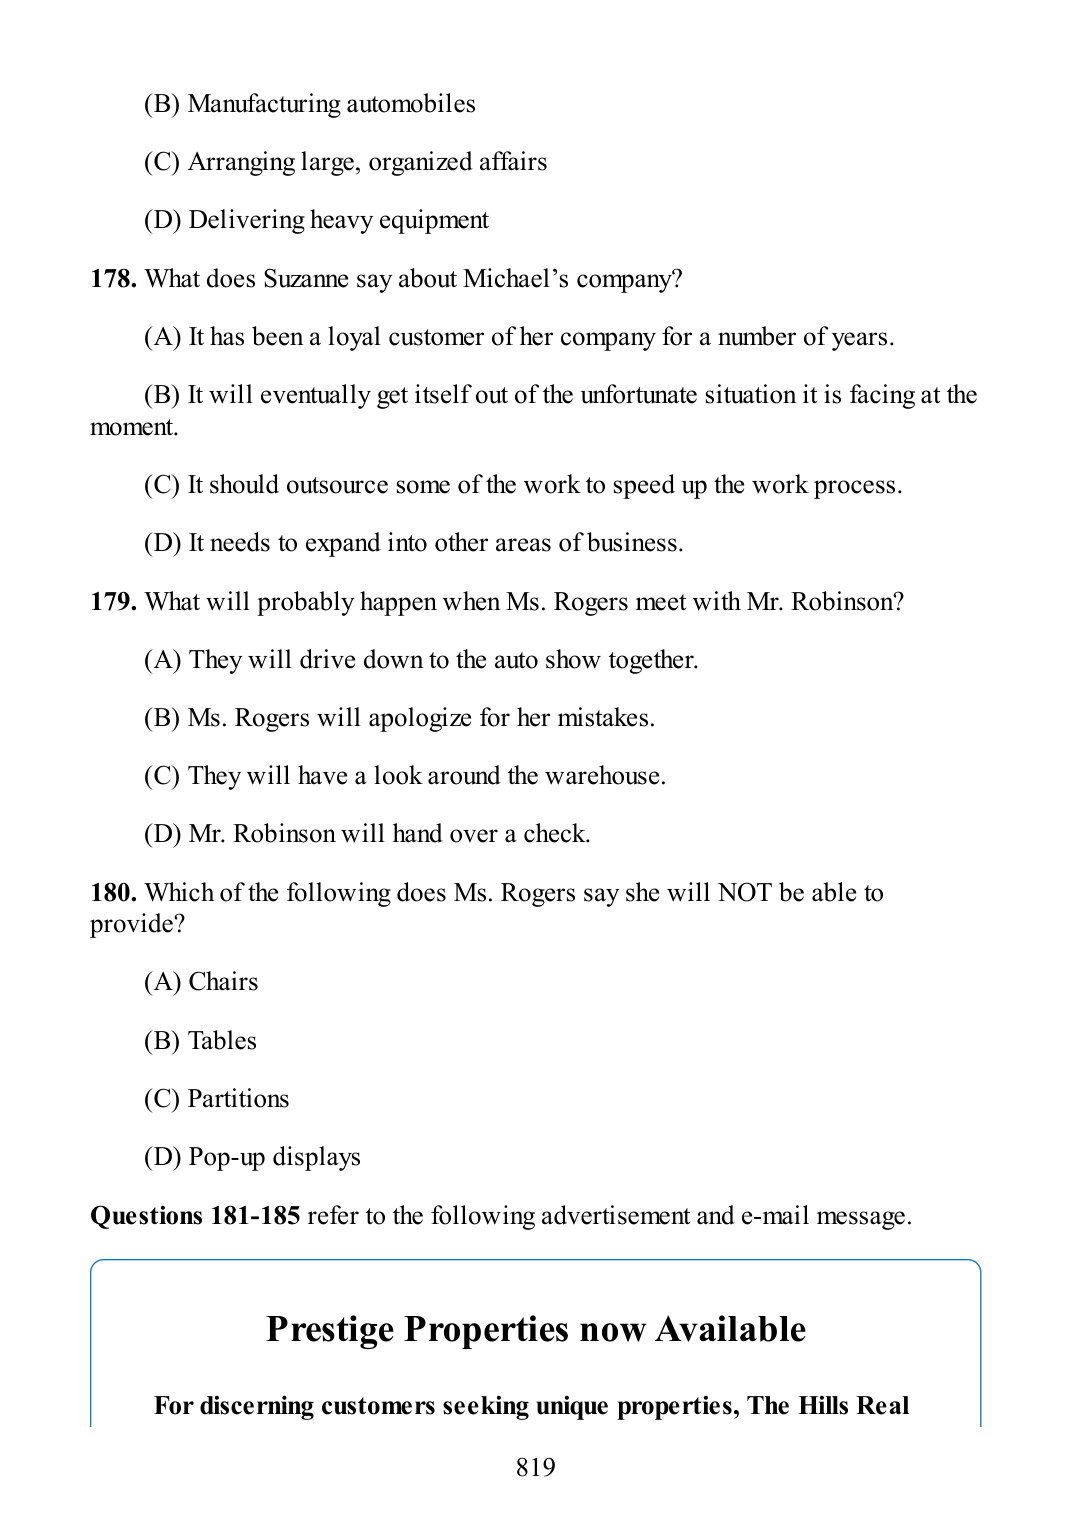 (B) Manufacturing automobiles
(C) Arranging large, organized affairs
(D) Delivering heavy equipment
178. What does Suzanne say about Michael’s company?
(A) It has been a loyal customer of her company for a number of years.
(B) It will eventually get itself out of the unfortunate situation it is facing at the
moment.
(C) It should outsource some of the work to speed up the work process.
(D) It needs to expand into other areas of business.
179. What will probably happen when Ms. Rogers meet with Mr. Robinson?
(A) They will drive down to the auto show together.
(B) Ms. Rogers will apologize for her mistakes.
(C) They will have a look around the warehouse.
(D) Mr. Robinson will hand over a check.
180. Which of the following does Ms. Rogers say she will NOT be able to
provide?
(A) Chairs
(B) Tables
(C) Partitions
(D) Pop-up displays
Questions 181-185 refer to the following advertisement and e-mail message.
Prestige Properties now Available
For discerning customers seeking unique properties, The Hills Real
819